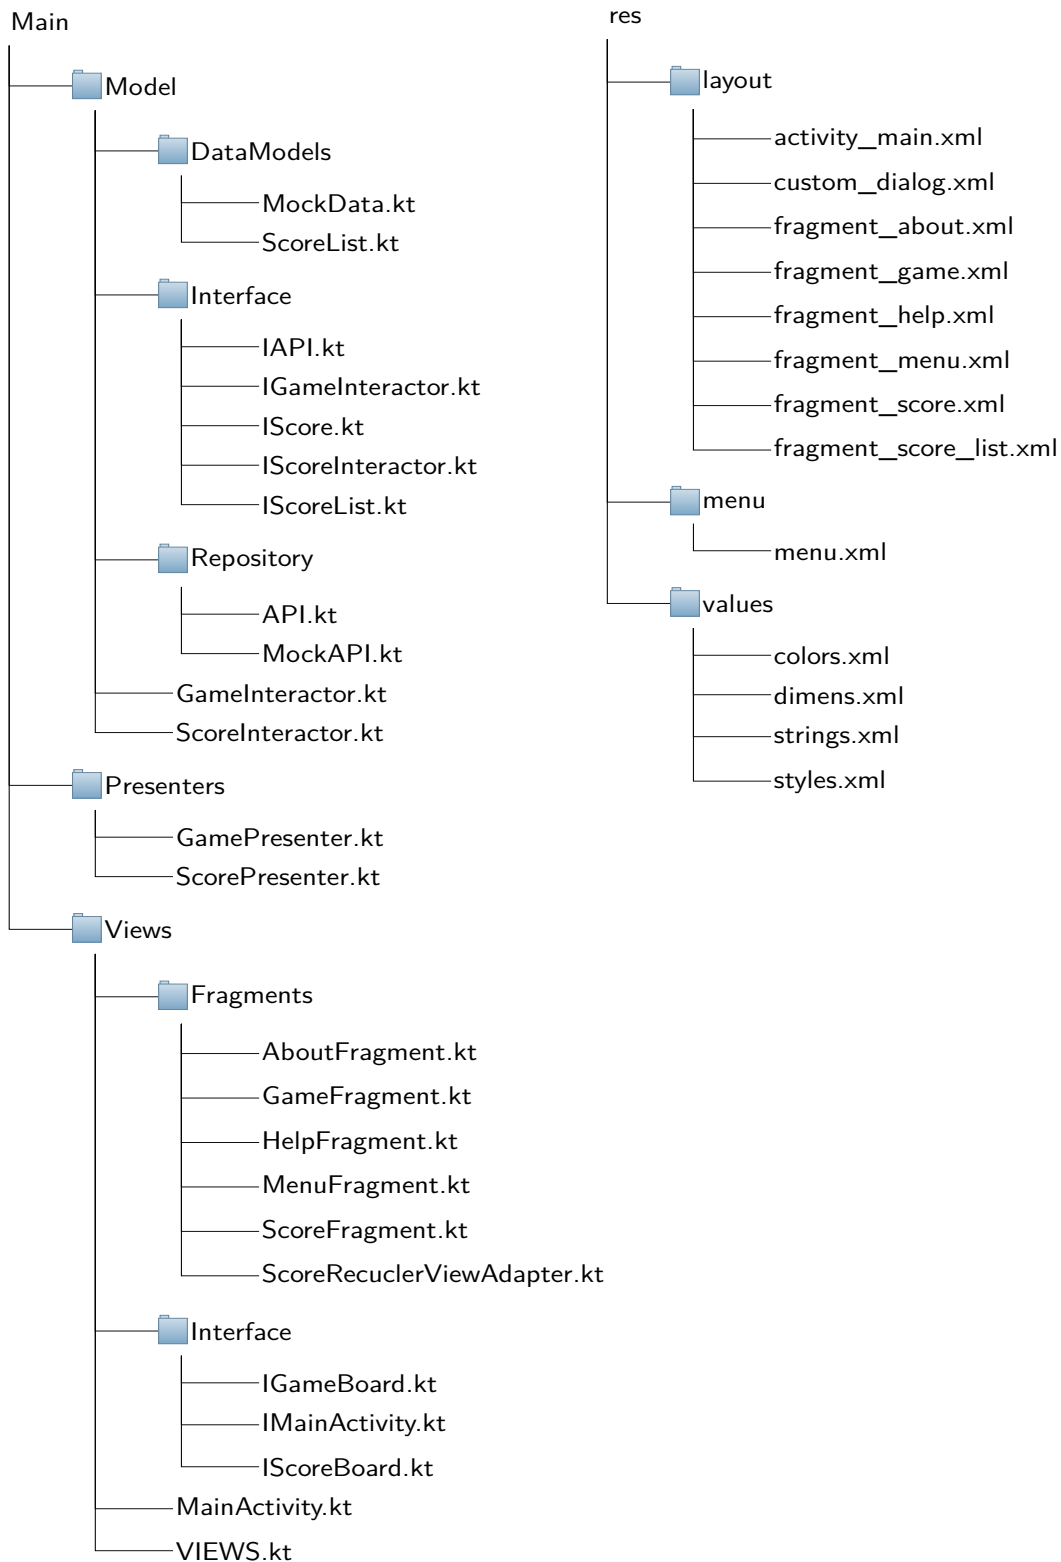 Main
Model
DataModels
MockData.kt
ScoreList.kt
Interface
IAPI.kt
IGameInteractor.kt
IScore.kt
IScoreInteractor.kt
IScoreList.kt
Repository
API.kt
MockAPI.kt
GameInteractor.kt
ScoreInteractor.kt
Presenters
GamePresenter.kt
ScorePresenter.kt
Views
Fragments
AboutFragment.kt
GameFragment.kt
HelpFragment.kt
MenuFragment.kt
ScoreFragment.kt
ScoreRecuclerViewAdapter.kt
Interface
IGameBoard.kt
IMainActivity.kt
IScoreBoard.kt
MainActivity.kt
VIEWS.kt
res
layout
activity_main.xml
custom_dialog.xml
fragment_about.xml
fragment_game.xml
fragment_help.xml
fragment_menu.xml
fragment_score.xml
fragment_score_list.xml
menu
menu.xml
values
colors.xml
dimens.xml
strings.xml
styles.xml